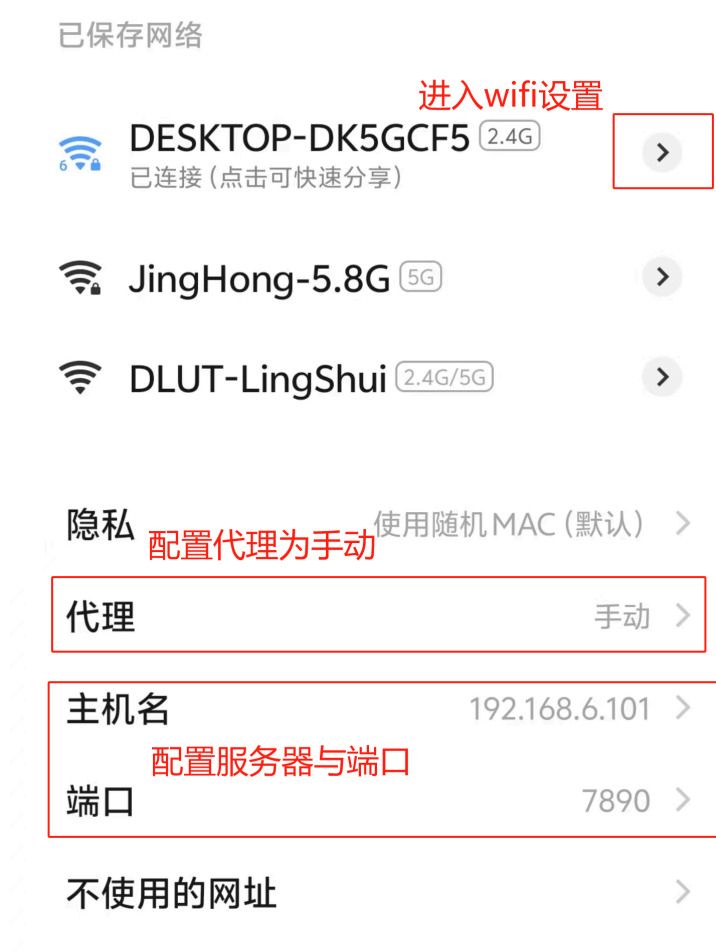 已保存网络
进入wifi设置
DESKTOP-DK5GCF5 2.4G
6
已连接（点击可快速分享）
JingHong-5.8G 5G
DLUT-LingShui 2.4G/5G
隐私 使用随机MAC（默认）
配置代理为手动
代理 手动
主机名 192.168.6.101
配置服务器与端口
端口 7890
不使用的网址